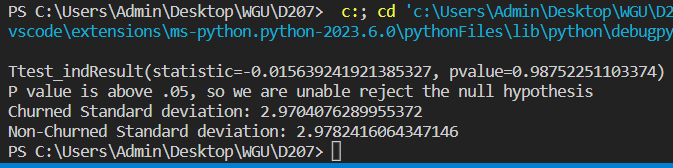 PS C:\Users\Admin\Desktop\WGU\D207>  c:; cd 'c:\Users\Admin\Desktop\WGU\D2
vscode\extensions\ms-python.python-2023.6.0\pythonFiles\lib\python\debugpy
Ttest_indResult(statistic=-0.015639241921385327, pvalue=0.98752251103374)
P value is above .05, so we are unable reject the null hypothesis
Churned Standard deviation: 2.9704076289955372
Non-Churned Standard deviation: 2.9782416064347146
PS C:\Users\Admin\Desktop\WGU\D207>